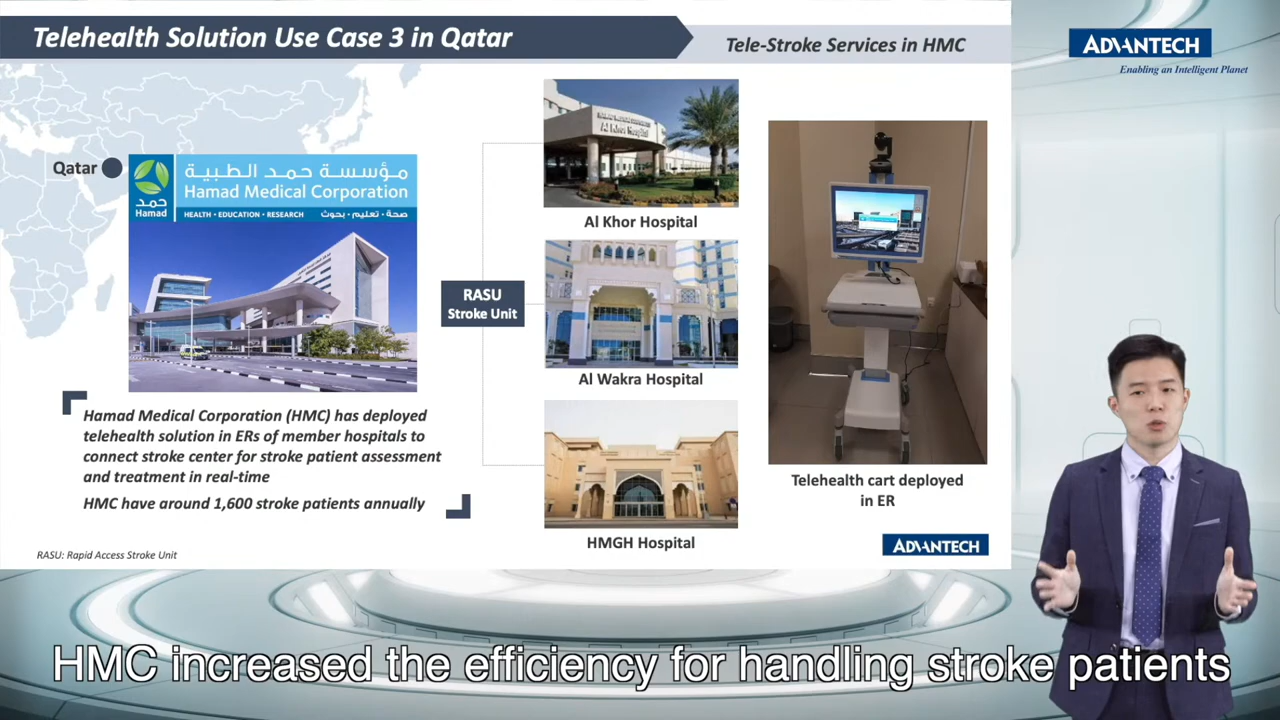 Telehealth Solution Use Case 3 in Qatar
Tele-Stroke Services in HMC
ADVANTECH
Enabling an Intelligent Planet
Qatar
مؤسسة حمد الطبية
Hamad Medical Corporation
حمد
Hamad
HEALTH • EDUCATION • RESEARCH
صحة • تعليم • بحوث
Hamad Medical Corporation (HMC) has deployed
telehealth solution in ERs of member hospitals to
connect stroke center for stroke patient assessment
and treatment in real-time
HMC have around 1,600 stroke patients annually
RASU: Rapid Access Stroke Unit
RASU
Stroke Unit
Al Khor Hospital
Al Khor Hospital
Al Wakra Hospital
HMGH Hospital
Telehealth cart deployed
in ER
ADVANTECH
HMC increased the efficiency for handling stroke patients